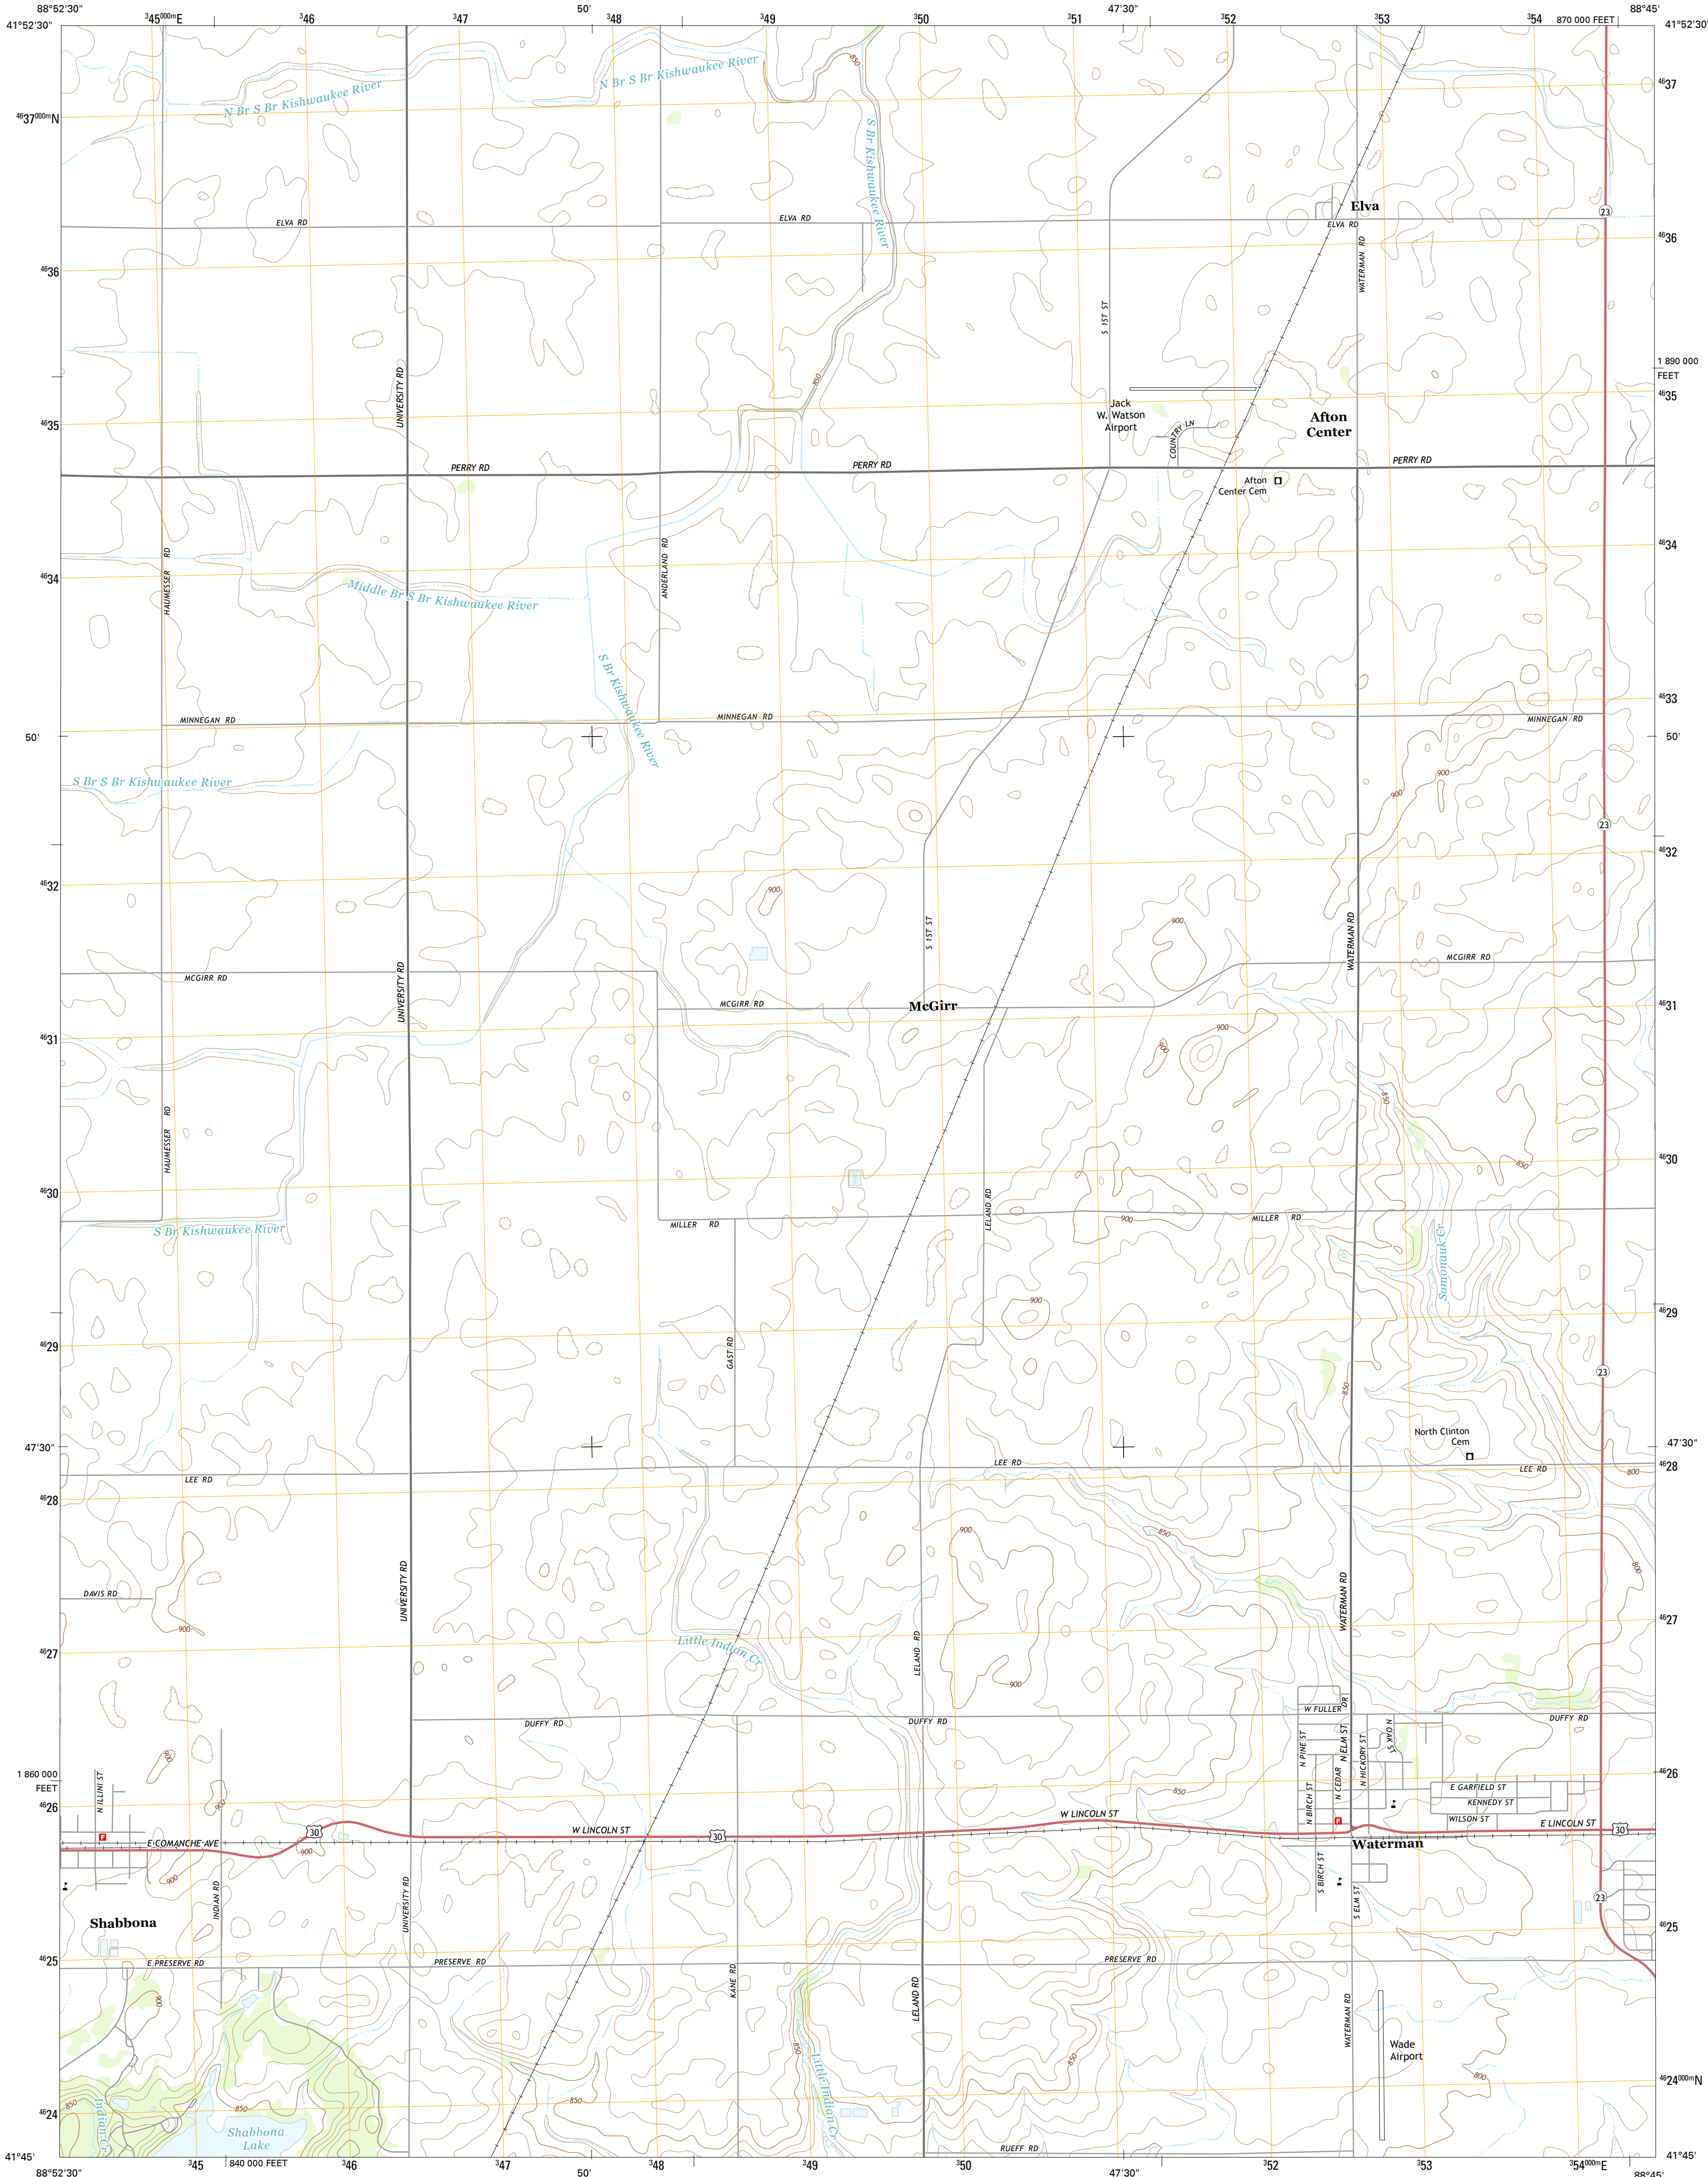 88°52'30"
³45⁰⁰⁰ᵐE
³46
³47
50'
³48
³49
³50
³51
47'30"
³52
³53
³54
870 000 FEET
88°45'
41°52'30"
41°52'30"
N Br S Br Kishwaukee River
N Br S Br Kishwaukee River
850
⁴⁶37
⁴⁶37⁰⁰⁰ᵐN
S Br Kishwaukee River
ELVA RD
ELVA RD
Elva
ELVA RD
23
⁴⁶36
⁴⁶36
WATERMAN RD
S 1ST ST
1 890 000
FEET
⁴⁶35
850
UNIVERSITY RD
Jack
W. Watson
Airport
COUNTRY LN
Afton
Center
⁴⁶35
PERRY RD
PERRY RD
PERRY RD
Afton
Center Cem
⁴⁶34
⁴⁶34
HAUMESSER RD
Middle Br S Br Kishwaukee River
ANDERLAND RD
S Br Kishwaukee River
⁴⁶33
MINNEGAN RD
MINNEGAN RD
MINNEGAN RD
50'
50'
S Br S Br Kishwaukee River
900
900
23
⁴⁶32
⁴⁶32
900
900
S 1ST ST
WATERMAN RD
MCGIRR RD
UNIVERSITY RD
MCGIRR RD
MCGIRR RD
McGirr
⁴⁶31
⁴⁶31
900
900
850
HAUMESSER RD
850
⁴⁶30
⁴⁶30
S Br Kishwaukee River
MILLER RD
LELAND RD
900
MILLER RD
Somonauk Cr
900
⁴⁶29
⁴⁶29
GAST RD
850
23
North Clinton
Cem
47'30"
47'30"
LEE RD
LEE RD
LEE RD
800
⁴⁶28
⁴⁶28
900
850
800
DAVIS RD
UNIVERSITY RD
WATERMAN RD
900
⁴⁶27
⁴⁶27
Little Indian Cr
LELAND RD
900
DUFFY RD
DUFFY RD
W FULLER DR
DUFFY RD
900
N ILLINI ST
N PINE ST
N ELM ST
N HICKORY ST
N OAK ST
N BIRCH ST
N CEDAR
1 860 000
FEET
⁴⁶26
⁴⁶26
900
850
E GARFIELD ST
KENNEDY ST
WILSON ST
F
F
E COMANCHE AVE
30
W LINCOLN ST
30
W LINCOLN ST
E LINCOLN ST
30
Waterman
900
900
INDIAN RD
UNIVERSITY RD
S BIRCH ST
S ELM ST
23
Shabbona
⁴⁶25
⁴⁶25
E PRESERVE RD
PRESERVE RD
PRESERVE RD
900
KANE RD
LELAND RD
WATERMAN RD
Wade
Airport
850
850
800
Little Indian Cr
⁴⁶24⁰⁰⁰ᵐN
850
850
850
⁴⁶24
Indian Cr
Shabbona
Lake
RUEFF RD
41°45'
41°45'
88°52'30"
³45
840 000 FEET
³46
³47
50'
³48
³49
³50
47'30"
³52
³53
³54⁰⁰⁰ᵐE
88°45'